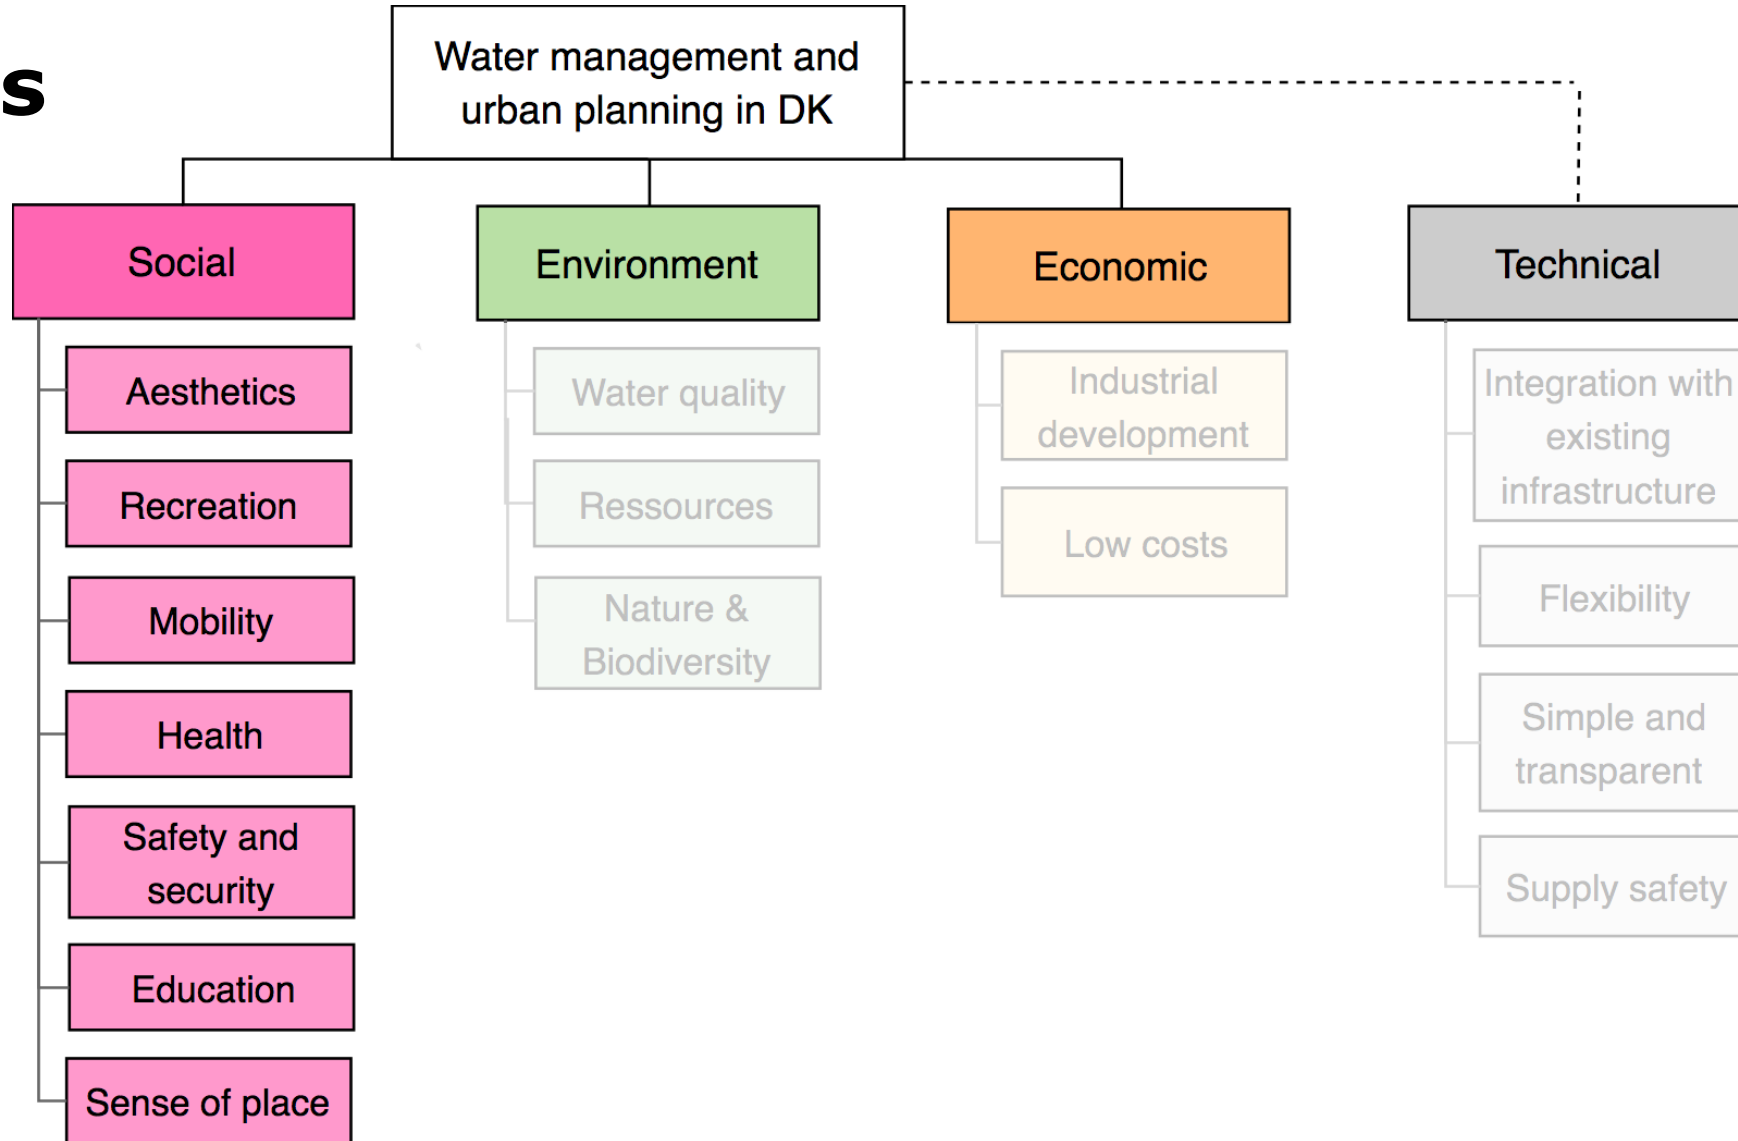 s
Water management and
urban planning in DK
Social
Aesthetics
Recreation
Mobility
Health
Safety and
security
Education
Sense of place
Environment
Water quality
Ressources
Nature &
Biodiversity
Economic
Industrial
development
Low costs
Technical
Integration with
existing
infrastructure
Flexibility
Simple and
transparent
Supply safety